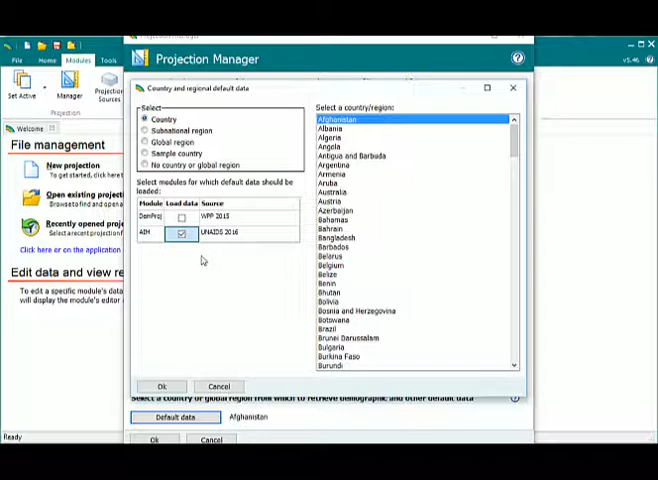 File
Home
Modules
Tools
v5.46
Set Active
Manager
Projection
Sources
Projection
Welcome
File management
New projection
To get started, click here t
Open existing projecti
Browse to find and open a
Recently opened proje
Select a recent projection f
Click here or on the application
Edit data and view re
To edit a specific module's data
will display the module's editor
Ready
Projection Manager
Country and regional default data
Select
Country
Subnational region
Global region
Sample country
No country or global region
Select modules for which default data should be
loaded:
Module Load data Source
DemProj WPP 2015
AIM UNAIDS 2016
Select a country/region:
Afghanistan
Albania
Algeria
Angola
Antigua and Barbuda
Argentina
Armenia
Aruba
Australia
Austria
Azerbaijan
Bahamas
Bahrain
Bangladesh
Barbados
Belarus
Belgium
Belize
Benin
Bhutan
Bolivia
Bosnia and Herzegovina
Botswana
Brazil
Brunei Darussalam
Bulgaria
Burkina Faso
Burundi
Ok
Cancel
Select a country or global region from which to retrieve demographic and other default data
Default data
Afghanistan
Ok
Cancel